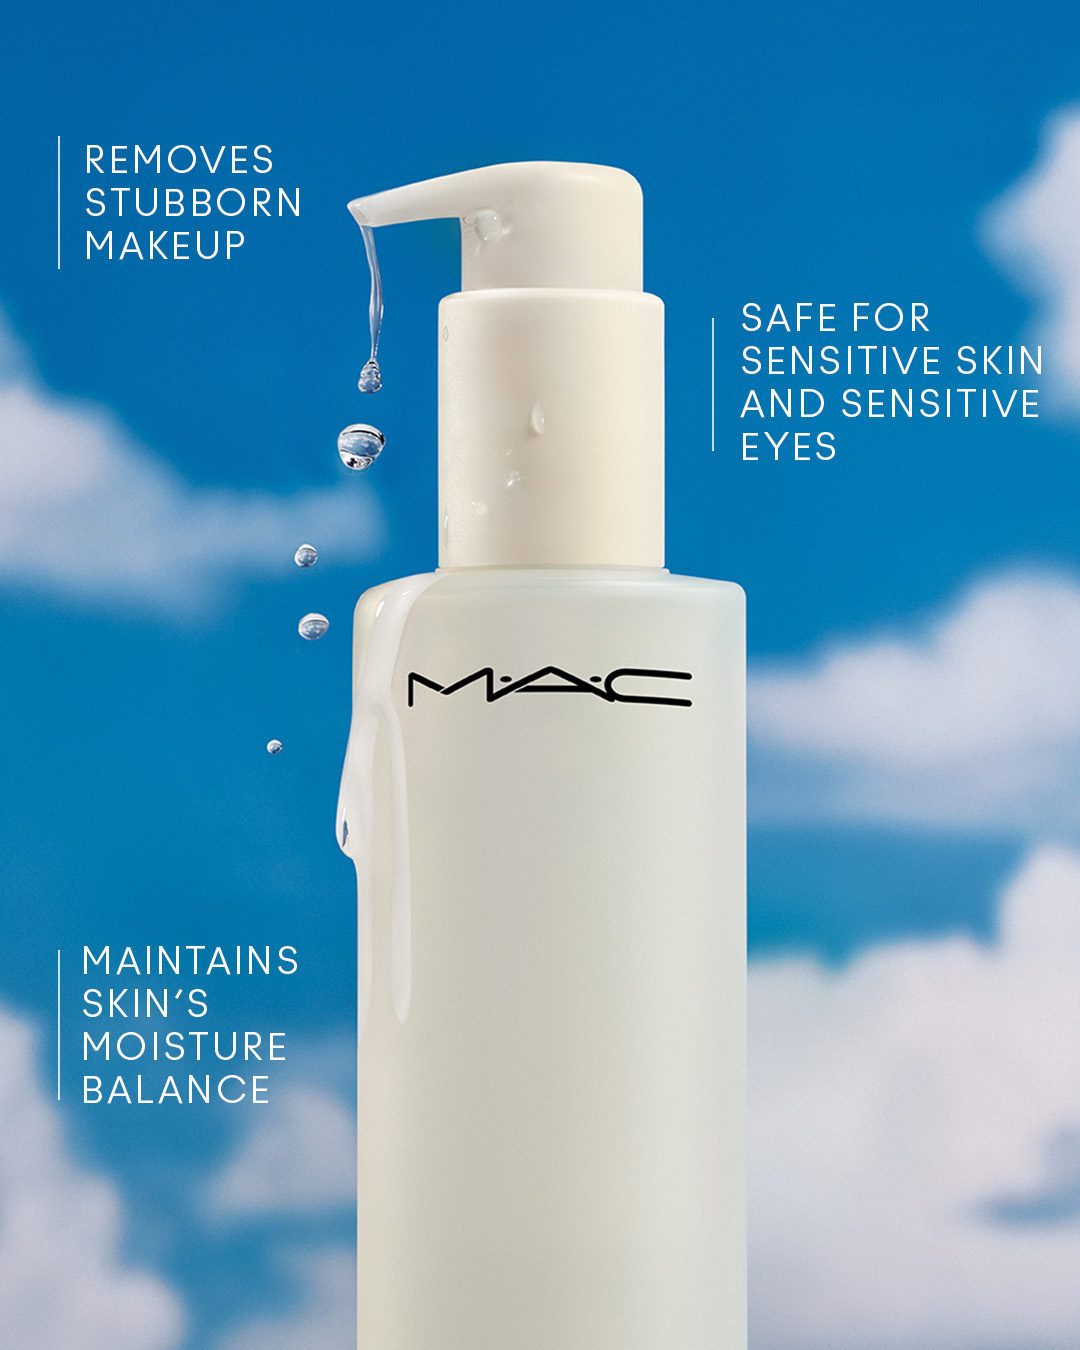 REMOVES
STUBBORN
MAKEUP
SAFE FOR
SENSITIVE SKIN
AND SENSITIVE
EYES
M·A·C
MAINTAINS
SKIN'S
MOISTURE
BALANCE